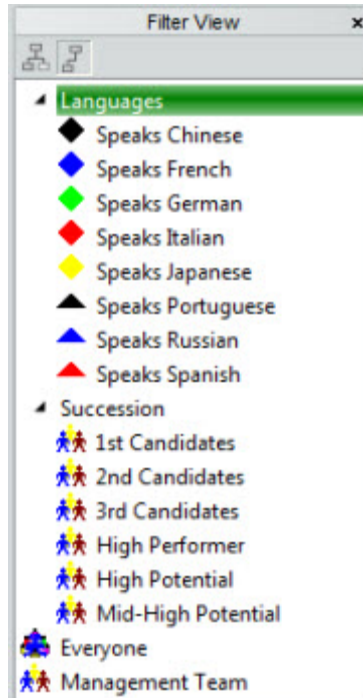 Filter View
Languages
Speaks Chinese
Speaks French
Speaks German
Speaks Italian
Speaks Japanese
Speaks Portuguese
Speaks Russian
Speaks Spanish
Succession
1st Candidates
2nd Candidates
3rd Candidates
High Performer
High Potential
Mid-High Potential
Everyone
Management Team